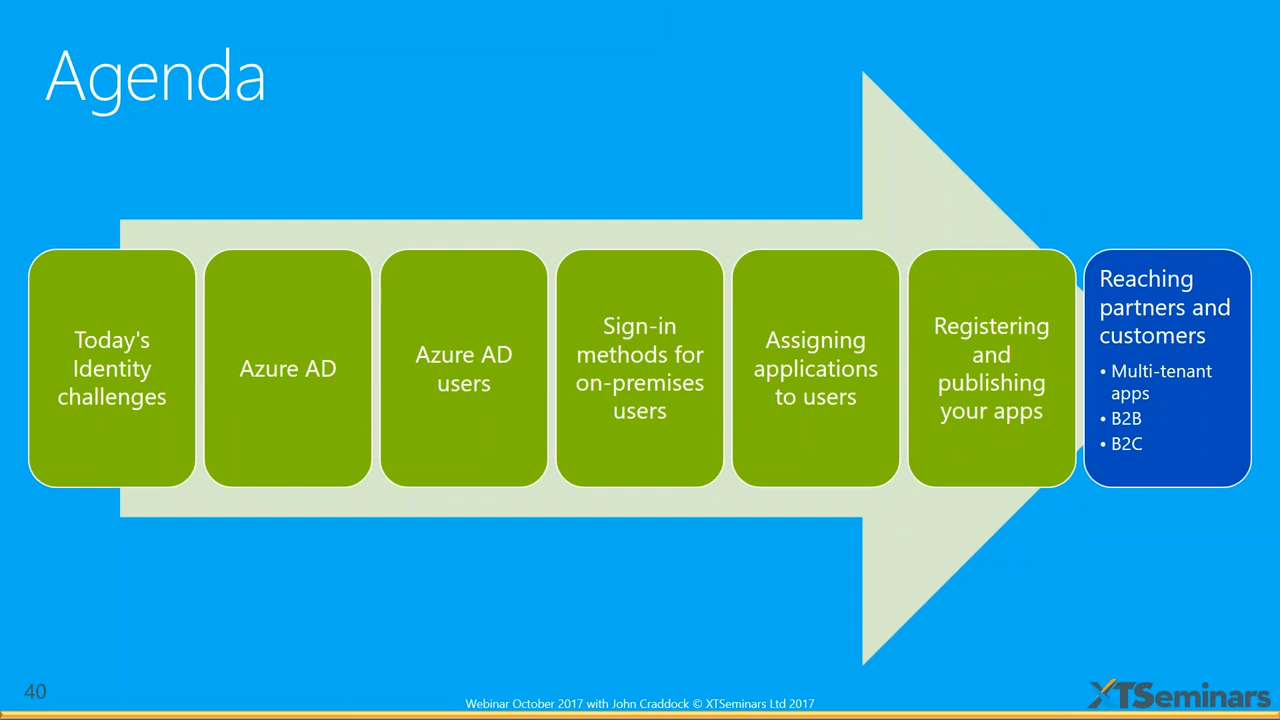 Agenda
Today's
Identity
challenges
Azure AD
Azure AD
users
Sign-in
methods for
on-premises
users
Assigning
applications
to users
Registering
and
publishing
your apps
Reaching
partners and
customers
• Multi-tenant
apps
• B2B
• B2C
40
Webinar October 2017 with John Craddock © XTSeminars Ltd 2017
XTSeminars